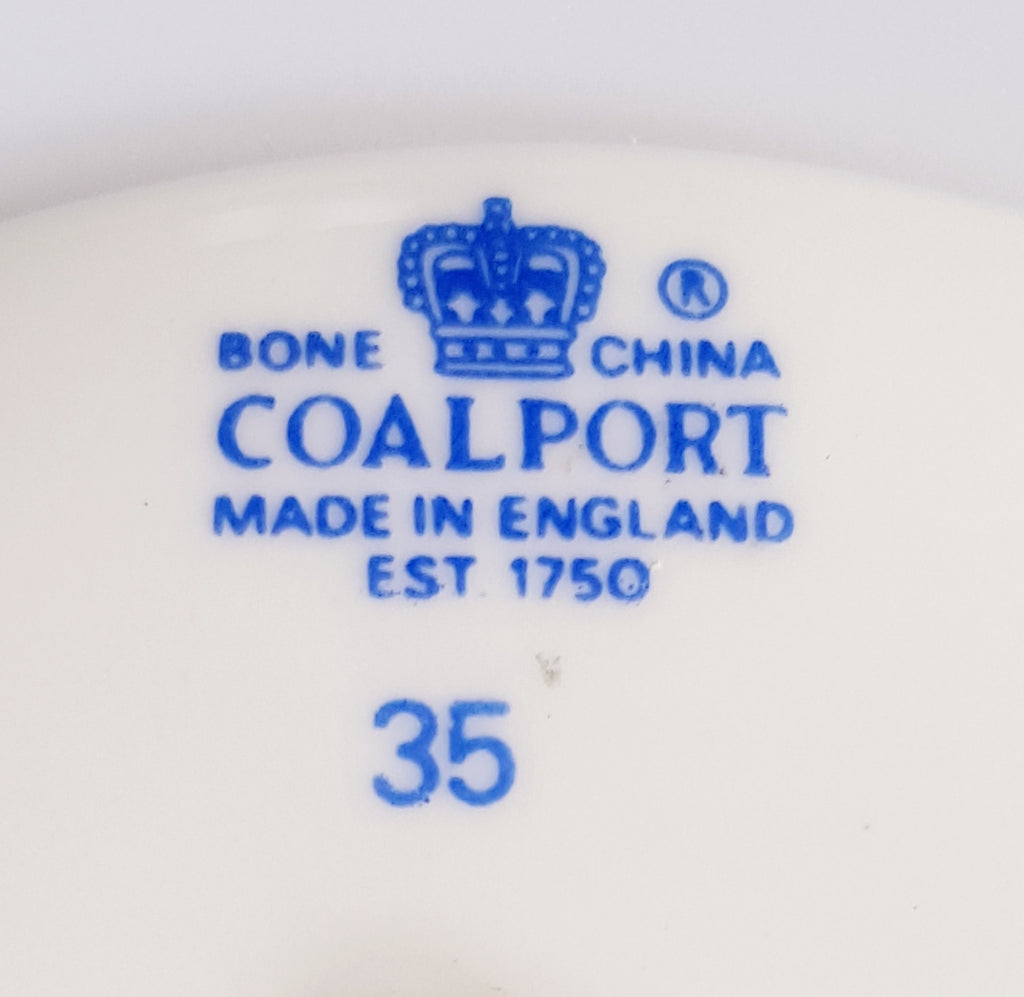 ®
BONE CHINA
COALPORT
MADE IN ENGLAND
EST. 1750
35